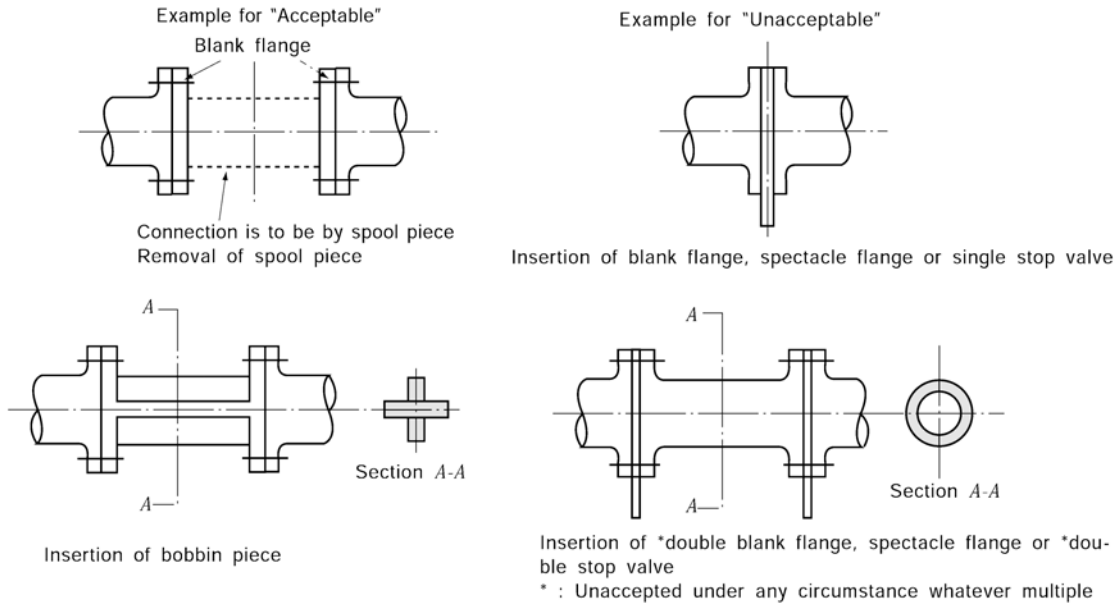 Example for "Acceptable"
Blank flange
Connection is to be by spool piece
Removal of spool piece
Example for "Unacceptable"
Insertion of blank flange, spectacle flange or single stop valve
A
A
Section A-A
Insertion of bobbin piece
A
A
Section A-A
Insertion of *double blank flange, spectacle flange or *dou-
ble stop valve
* : Unaccepted under any circumstance whatever multiple